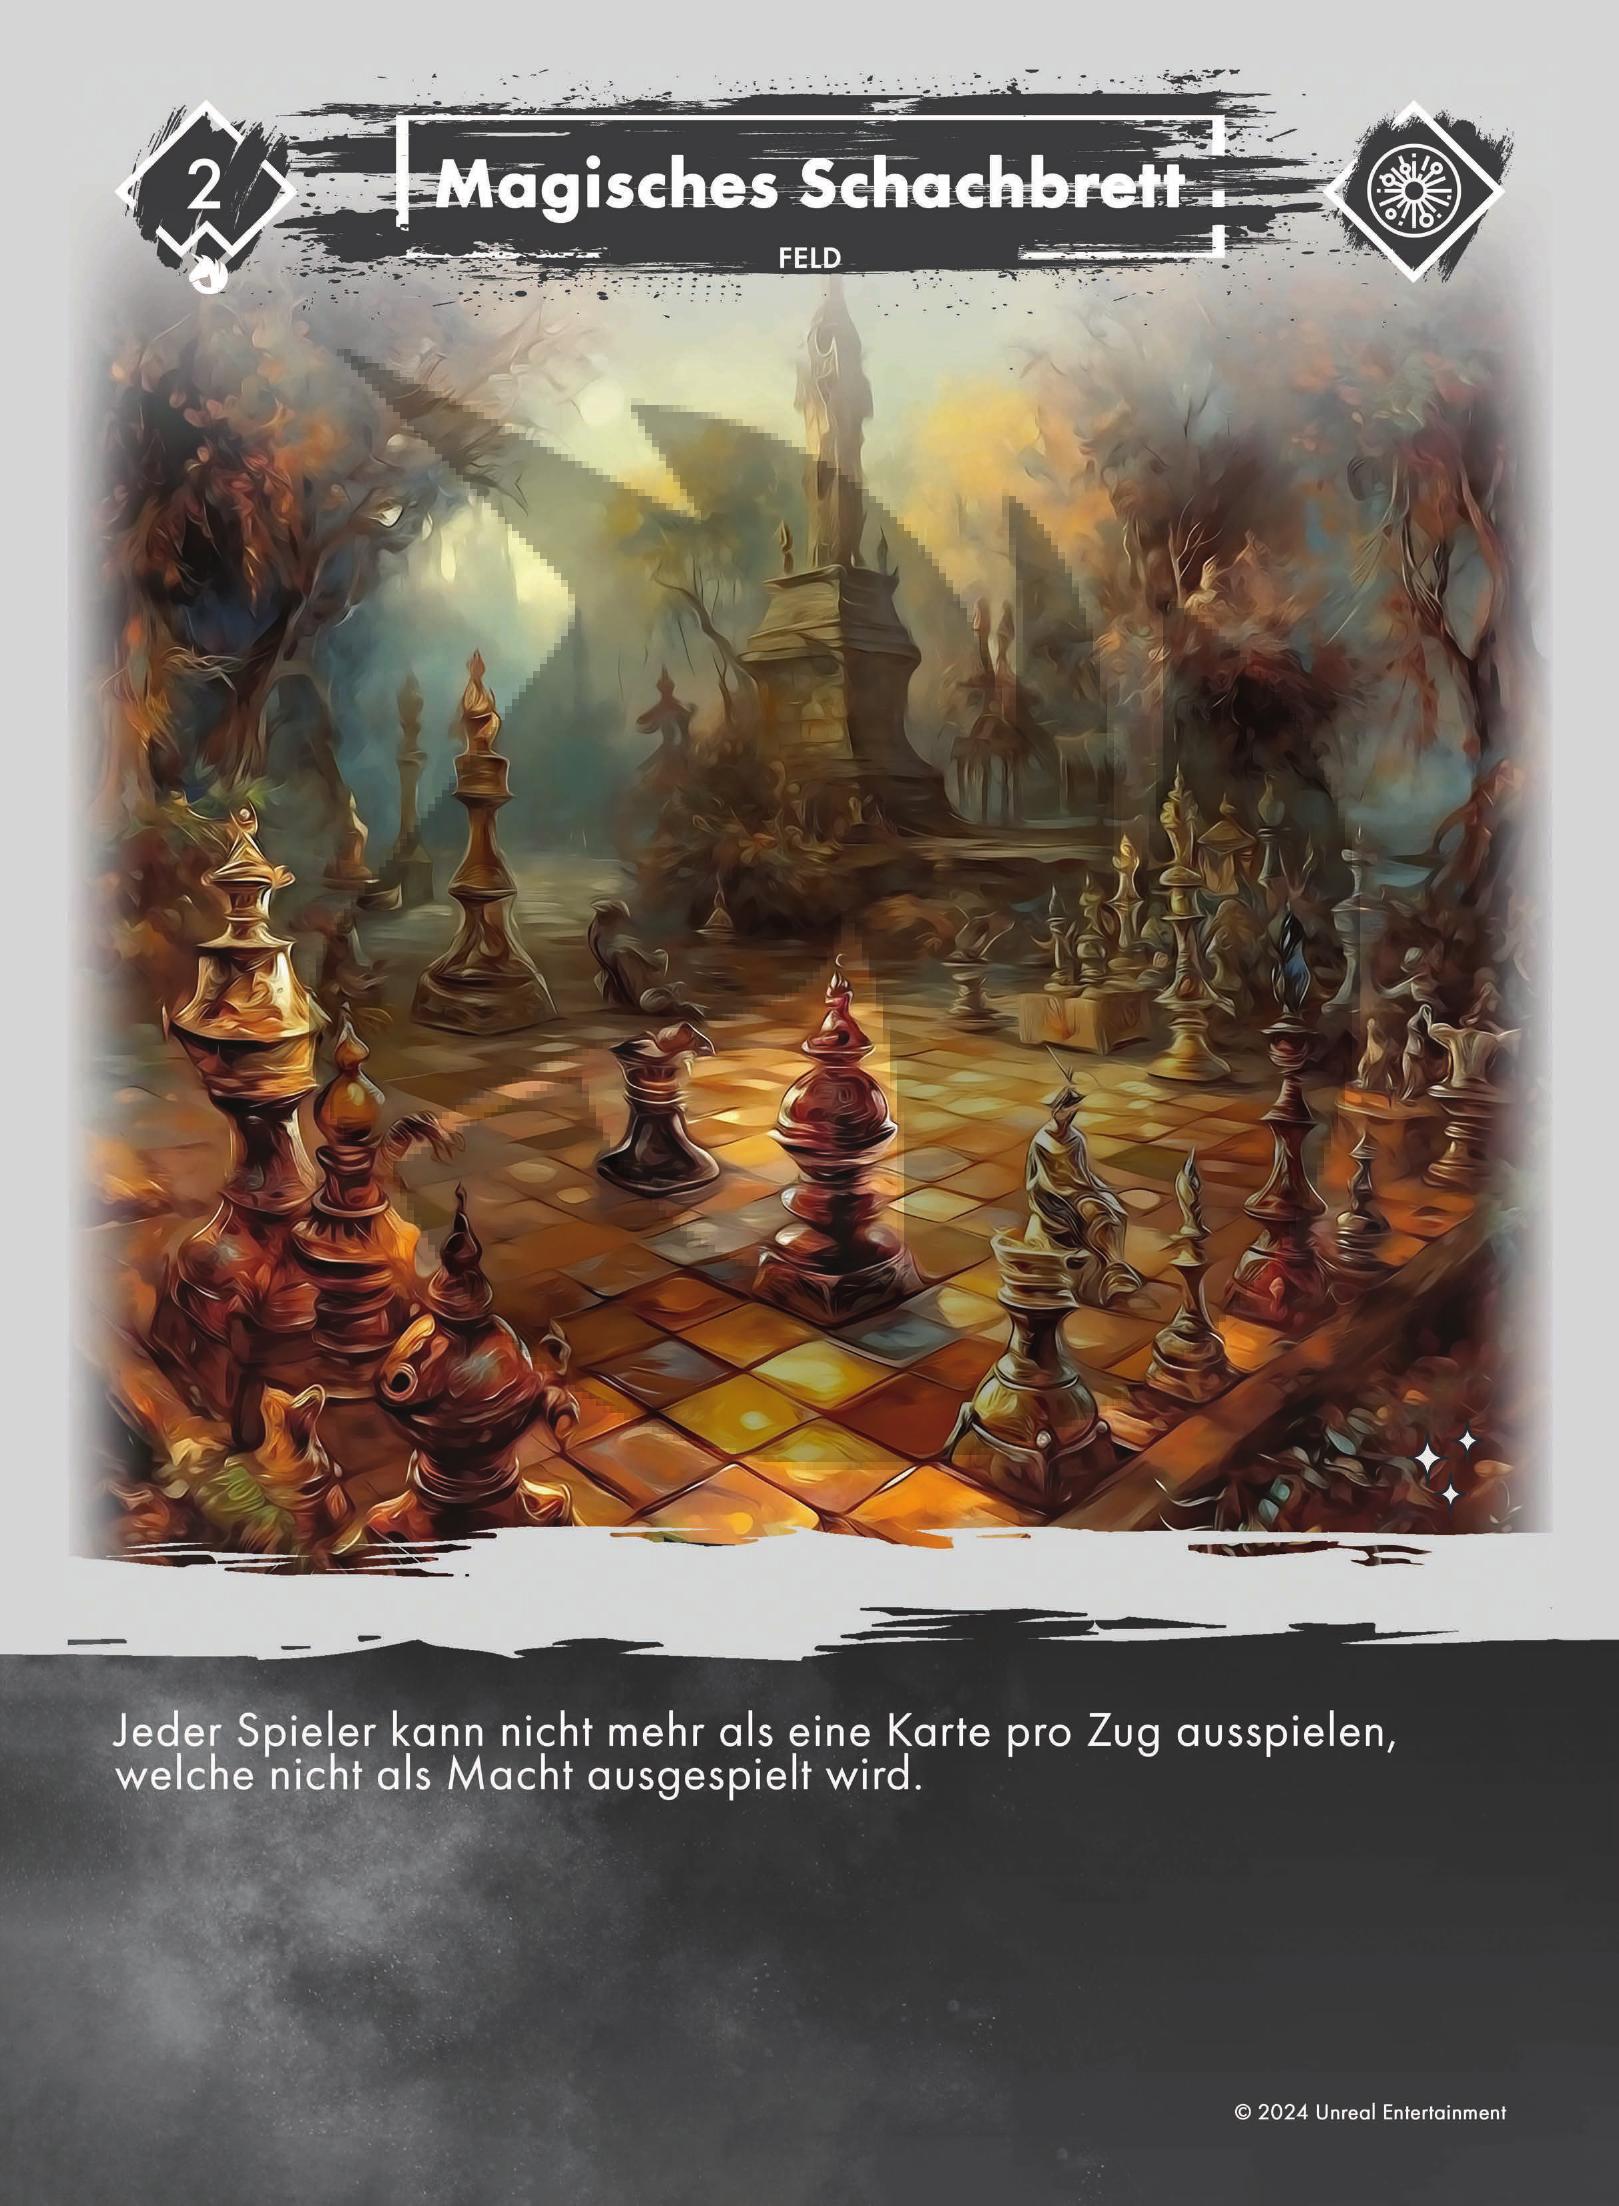 2
Magisches Schachbrett
FELD
Jeder Spieler kann nicht mehr als eine Karte pro Zug ausspielen,
welche nicht als Macht ausgespielt wird.
© 2024 Unreal Entertainment